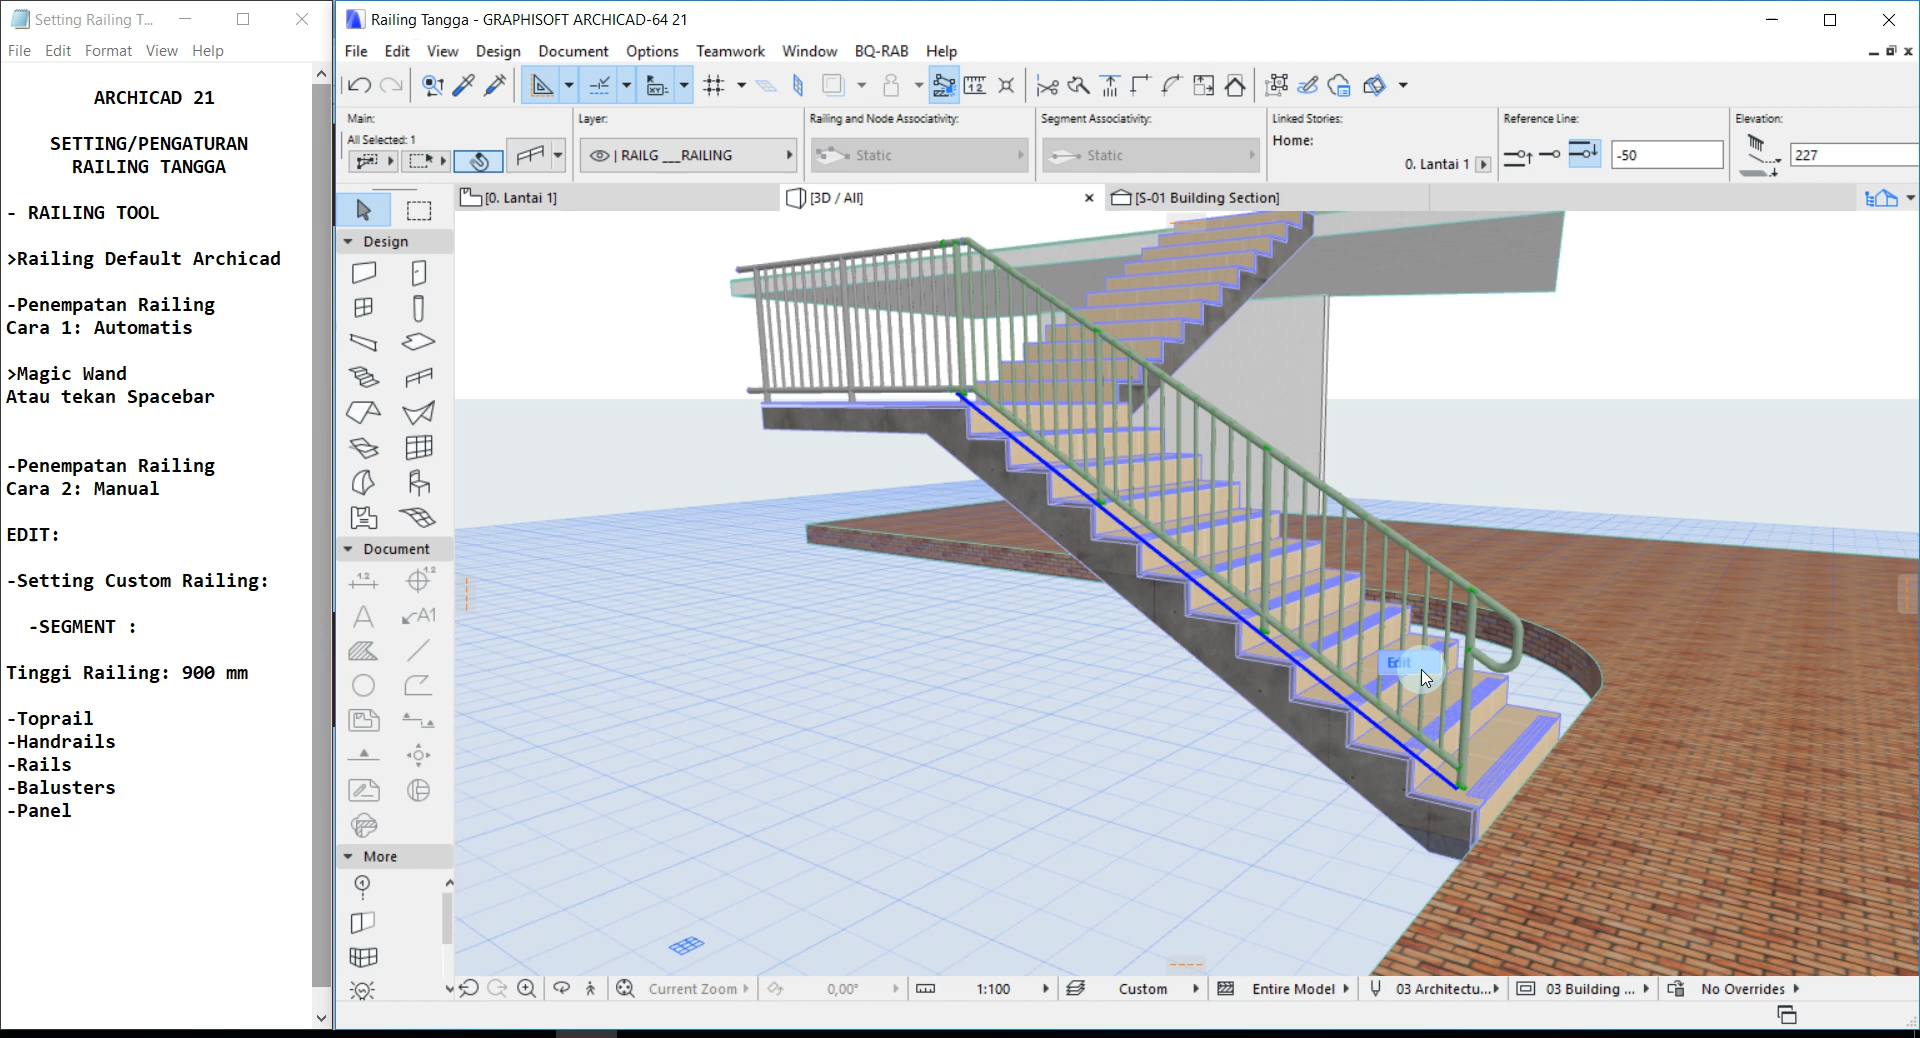 Setting Railing T...
File Edit Format View Help
ARCHICAD 21
SETTING/PENGATURAN
RAILING TANGGA
- RAILING TOOL
>Railing Default Archicad
-Penempatan Railing
Cara 1: Automatis
>Magic Wand
Atau tekan Spacebar
-Penempatan Railing
Cara 2: Manual
EDIT:
-Setting Custom Railing:
-SEGMENT :
Tinggi Railing: 900 mm
-Toprail
-Handrails
-Rails
-Balusters
-Panel
Railing Tangga - GRAPHISOFT ARCHICAD-64 21
File Edit View Design Document Options Teamwork Window BQ-RAB Help
Main:
All Selected: 1
Layer:
| RAILG ___RAILING
Railing and Node Associativity:
Static
Segment Associativity:
Static
Linked Stories:
Home:
0. Lantai 1
Reference Line:
-50
Elevation:
227
[0. Lantai 1]
[3D / All]
[S-01 Building Section]
Design
Document
1.2
1.2
A
A1
More
Edit
Current Zoom
0,00°
1:100
Custom
Entire Model
03 Architectu...
03 Building ...
No Overrides